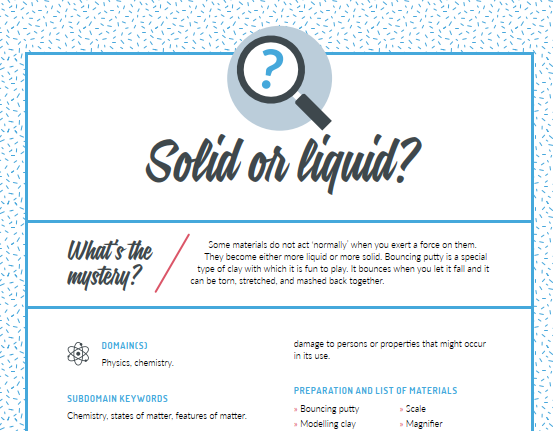 ?
Solid or liquid?
What's the
mystery?
Some materials do not act ‘normally’ when you exert a force on them.
They become either more liquid or more solid. Bouncing putty is a special
type of clay with which it is fun to play. It bounces when you let it fall and it
can be torn, stretched, and mashed back together.
DOMAIN(S)
Physics, chemistry.
SUBDOMAIN KEYWORDS
Chemistry, states of matter, features of matter.
damage to persons or properties that might occur
in its use.
PREPARATION AND LIST OF MATERIALS
» Bouncing putty
» Modelling clay
» Scale
» Magnifier